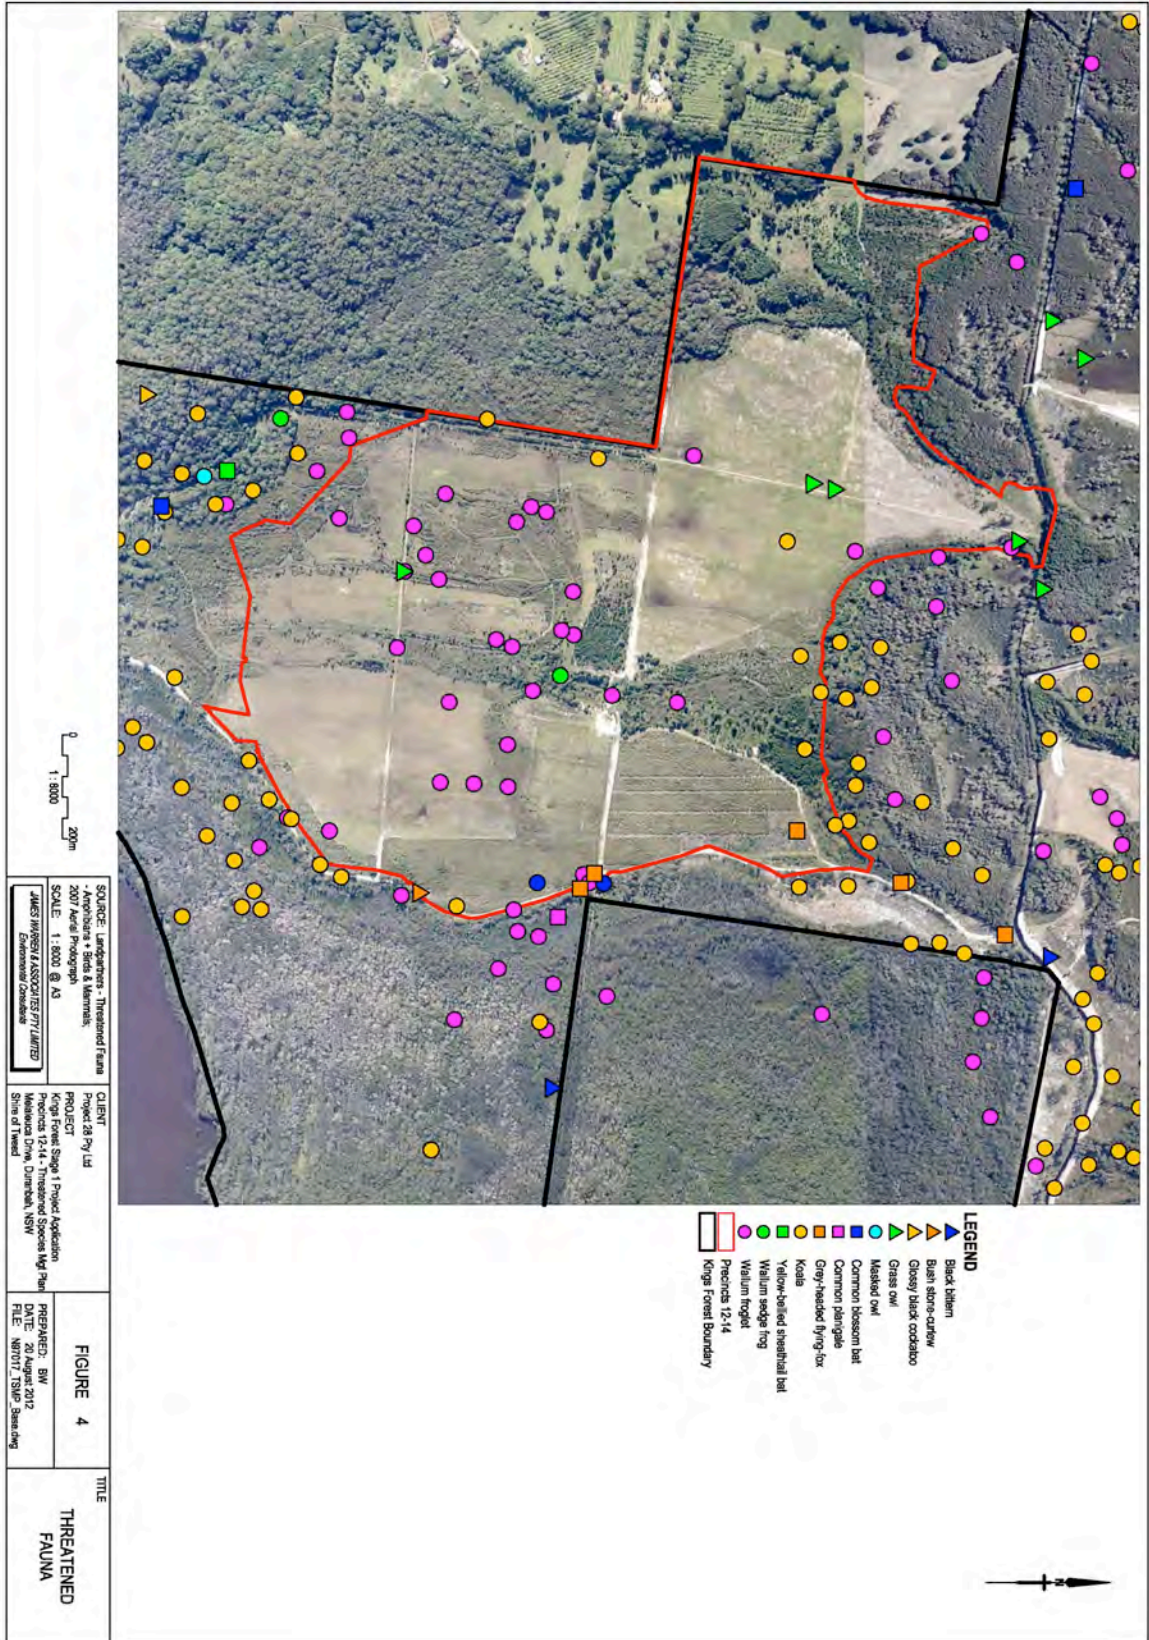 LEGEND
Black bittern
Bush stone-curlew
Glossy black cockatoo
Grass owl
Masked owl
Common blossom bat
Common planigale
Grey-headed flying-fox
Koala
Yellow-bellied sheathtail bat
Wallum sedge frog
Wallum froglet
Precincts 12-14
Kings Forest Boundary
N
0 200m
1 : 8000
SOURCE: Landpartners - Threatened Fauna
- Amphibians + Birds & Mammals;
2007 Aerial Photograph
SCALE: 1 : 8000 @ A3
JAMES WARREN & ASSOCIATES PTY LIMITED
Environmental Consultants
CLIENT
Project 28 Pty Ltd
PROJECT
Kings Forest Stage 1 Project Application
Precincts 12-14 - Threatened Species Mgt Plan
Melaleuca Drive, Duranbah, NSW
Shire of Tweed
FIGURE 4
PREPARED: BW
DATE: 20 August 2012
FILE: N97017_TSMP_Base.dwg
TITLE
THREATENED
FAUNA